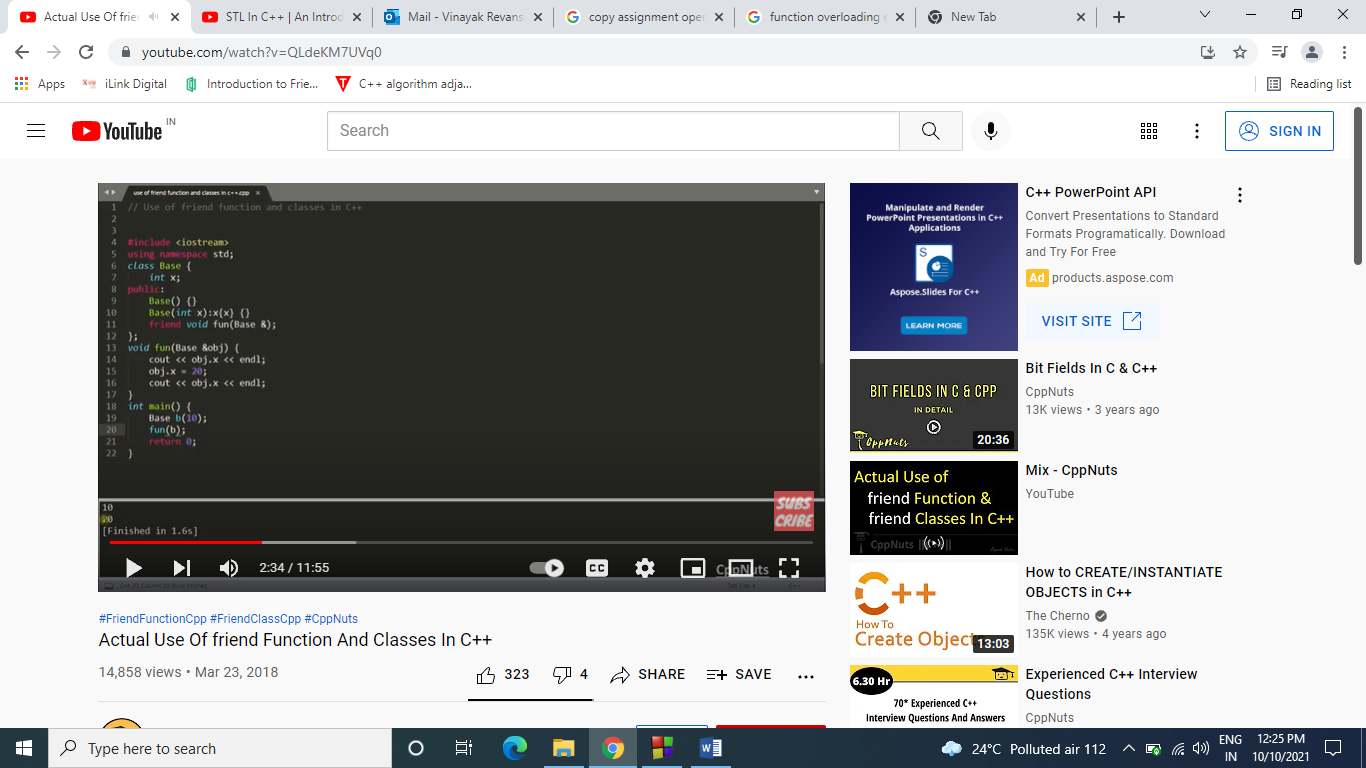 Actual Use Of frien
STL In C++ | An Introd
Mail - Vinayak Revans
copy assignment oper
function overloading e
New Tab
youtube.com/watch?v=QLdeKM7UVq0
Apps
iLink Digital
Introduction to Frie...
C++ algorithm adja...
Reading list
YouTube IN
Search
SIGN IN
use of friend function and classes in c++.cpp
1 // Use of friend function and classes in C++
2
3
4 #include <iostream>
5 using namespace std;
6 class Base {
7 int x;
8 public:
9 Base() {}
10 Base(int x):x{x} {}
11 friend void fun(Base &);
12 };
13 void fun(Base &obj) {
14 cout << obj.x << endl;
15 obj.x = 20;
16 cout << obj.x << endl;
17 }
18 int main() {
19 Base b(10);
20 fun(b);
21 return 0;
22 }
10
20
[Finished in 1.6s]
SUBS
CRIBE
2:34 / 11:55
CC
CppNuts
#FriendFunctionCpp #FriendClassCpp #CppNuts
Actual Use Of friend Function And Classes In C++
14,858 views • Mar 23, 2018
323
4
SHARE
SAVE
Manipulate and Render
PowerPoint Presentations in C++
Applications
S
Aspose.Slides For C++
LEARN MORE
C++ PowerPoint API
Convert Presentations to Standard
Formats Programatically. Download
and Try For Free
Ad products.aspose.com
VISIT SITE
BIT FIELDS IN C & CPP
IN DETAIL
CppNuts
20:36
Bit Fields In C & C++
CppNuts
13K views • 3 years ago
Actual Use of
friend Function &
friend Classes In C++
CppNuts
Mix - CppNuts
YouTube
C++
How To
Create Object
13:03
How to CREATE/INSTANTIATE
OBJECTS in C++
The Cherno
135K views • 4 years ago
6.30 Hr
70* Experienced C++
Interview Questions And Answers
Experienced C++ Interview
Questions
CppNuts
Type here to search
24°C Polluted air 112
ENG
IN
12:25 PM
10/10/2021